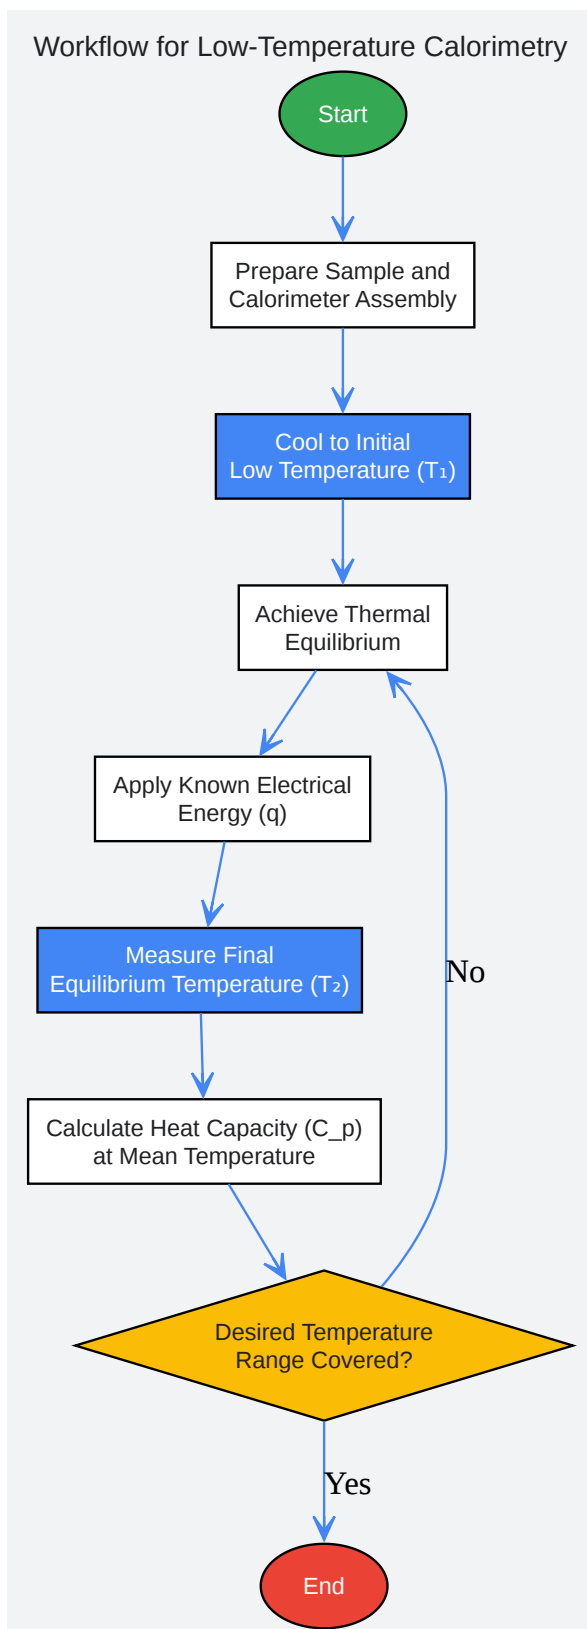 Workflow for Low-Temperature Calorimetry
Start
Prepare Sample and
Calorimeter Assembly
Cool to Initial
Low Temperature (T₁)
Achieve Thermal
Equilibrium
Apply Known Electrical
Energy (q)
Measure Final
Equilibrium Temperature (T₂)
No
Calculate Heat Capacity (C_p)
at Mean Temperature
Desired Temperature
Range Covered?
Yes
End